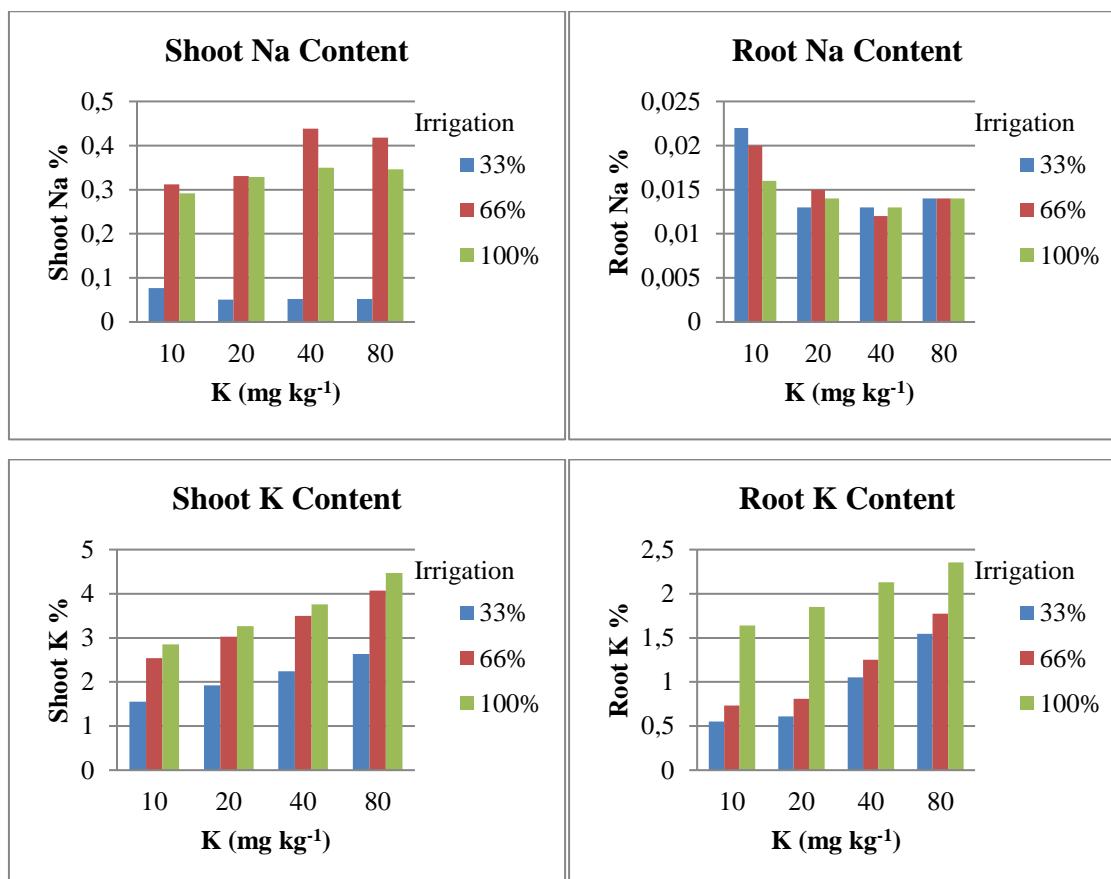 Shoot Na Content
Shoot Na %
0,5
0,4
0,3
0,2
0,1
0
10 20 40 80
K (mg kg-1)
Irrigation
33%
66%
100%
Root Na Content
Root Na %
0,025
0,02
0,015
0,01
0,005
0
10 20 40 80
K (mg kg-1)
Irrigation
33%
66%
100%
Shoot K Content
Shoot K %
5
4
3
2
1
0
10 20 40 80
K (mg kg-1)
Irrigation
33%
66%
100%
Root K Content
Root K %
2,5
2
1,5
1
0,5
0
10 20 40 80
K (mg kg-1)
Irrigation
33%
66%
100%